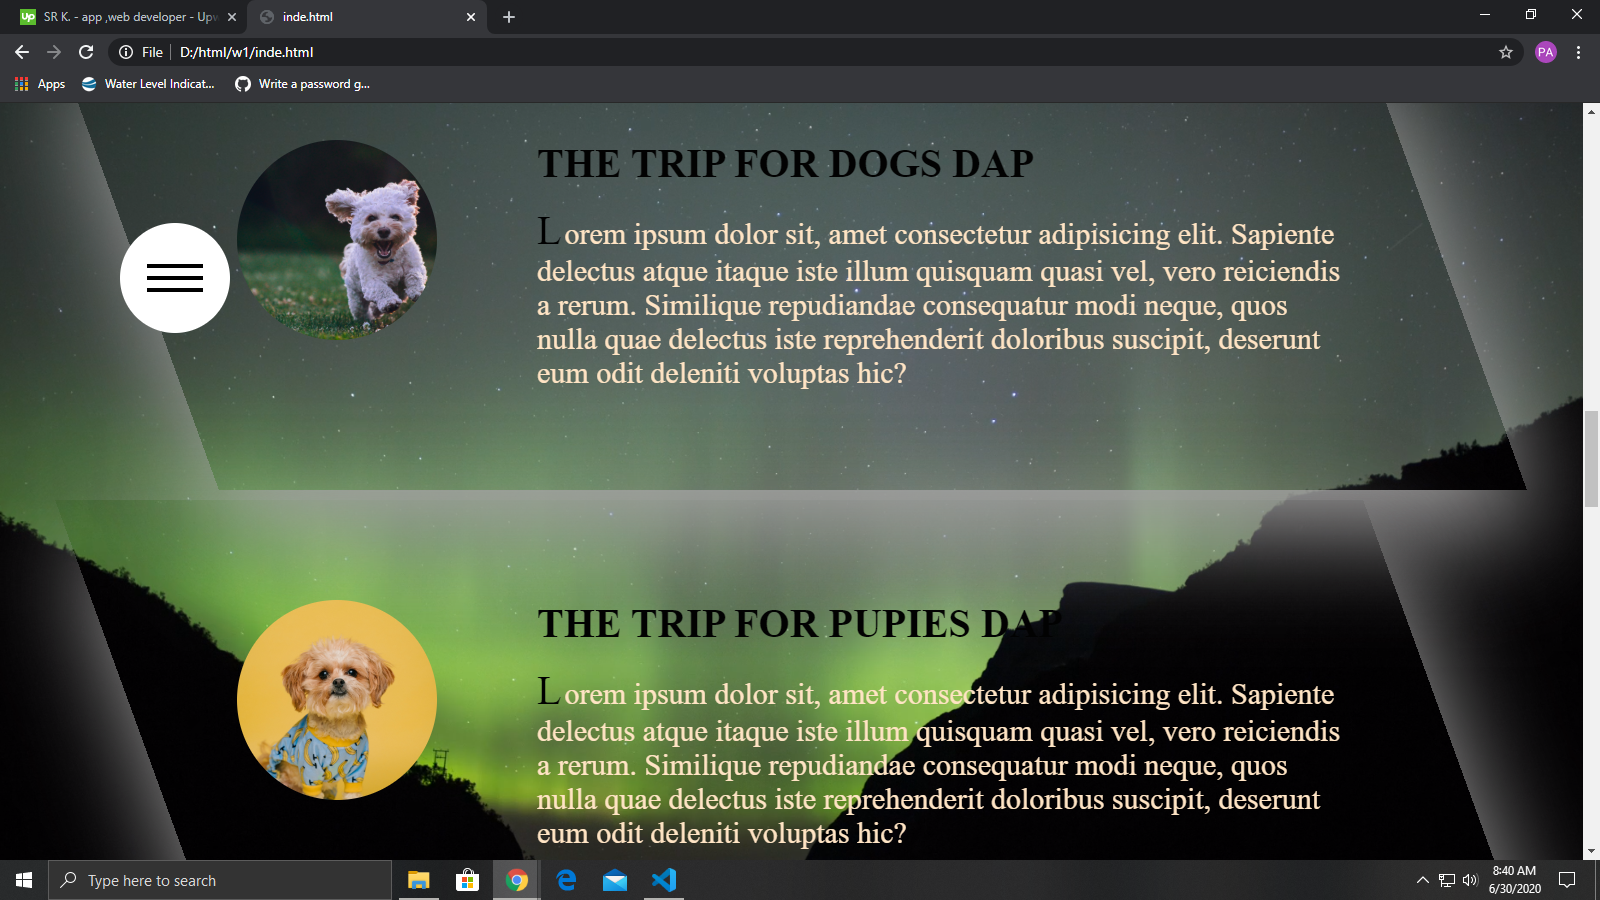 SR K. - app ,web developer - Upw
inde.html
File
D:/html/w1/inde.html
PA
Apps
Water Level Indicat...
Write a password g...
THE TRIP FOR DOGS DAP
Lorem ipsum dolor sit, amet consectetur adipisicing elit. Sapiente
delectus atque itaque iste illum quisquam quasi vel, vero reiciendis
a rerum. Similique repudiandae consequatur modi neque, quos
nulla quae delectus iste reprehenderit doloribus suscipit, deserunt
eum odit deleniti voluptas hic?
THE TRIP FOR PUPIES DAP
Lorem ipsum dolor sit, amet consectetur adipisicing elit. Sapiente
delectus atque itaque iste illum quisquam quasi vel, vero reiciendis
a rerum. Similique repudiandae consequatur modi neque, quos
nulla quae delectus iste reprehenderit doloribus suscipit, deserunt
eum odit deleniti voluptas hic?
Type here to search
8:40 AM
6/30/2020